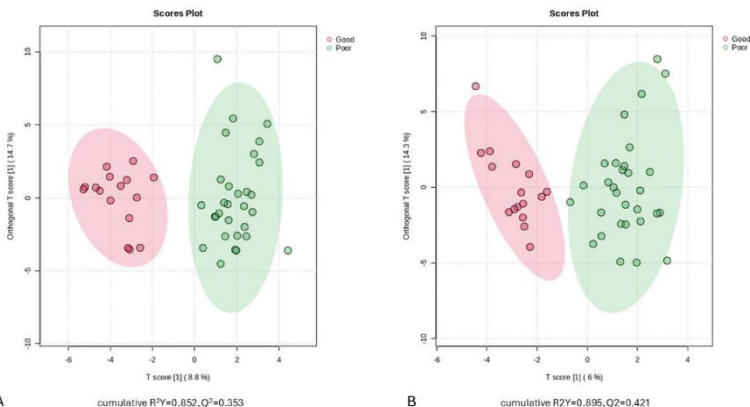 Scores Plot
Good
Poor
Orthogonal T score [1] ( 14.7 %)
10
5
0
-5
-10
-6 -4 -2 0 2 4
T score [1] ( 8.8 %)
A
cumulative R²Y=0.852, Q²=0.353
Scores Plot
Good
Poor
Orthogonal T score [1] ( 14.3 %)
10
5
0
-5
-10
-6 -4 -2 0 2 4
T score [1] ( 6 %)
B
cumulative R2Y=0.895, Q2=0.421